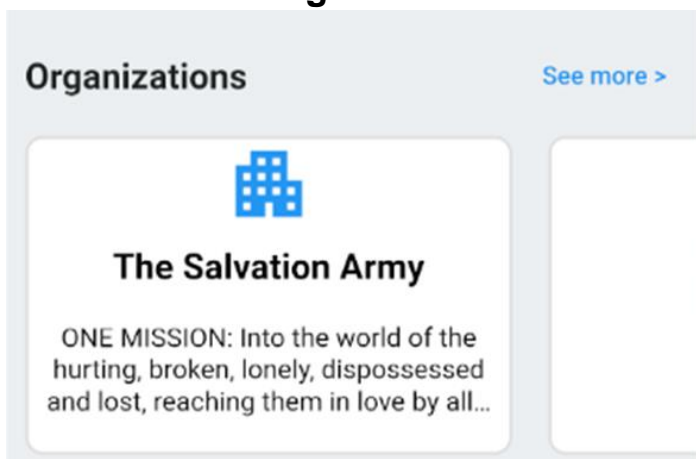 Organizations
See more >
The Salvation Army
ONE MISSION: Into the world of the
hurting, broken, lonely, dispossessed
and lost, reaching them in love by all...